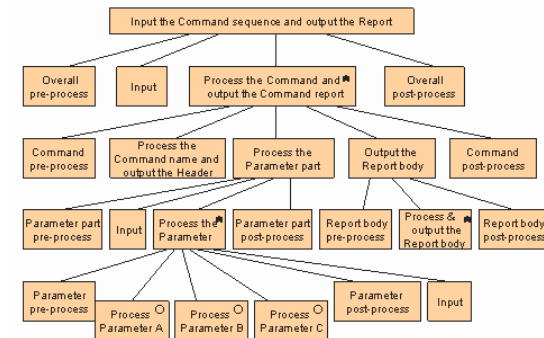 Input the Command sequence and output the Report
Overall
pre-process
Input
Process the Command and
output the Command report
Overall
post-process
Command
pre-process
Process the
Command name and
output the Header
Process the
Parameter part
Output the
Report body
Command
post-process
Parameter part
pre-process
Input
Process the
Parameter
Parameter part
post-process
Report body
pre-process
Process &
output the
Report body
Report body
post-process
Parameter
pre-process
Process
Parameter A
Process
Parameter B
Process
Parameter C
Parameter
post-process
Input